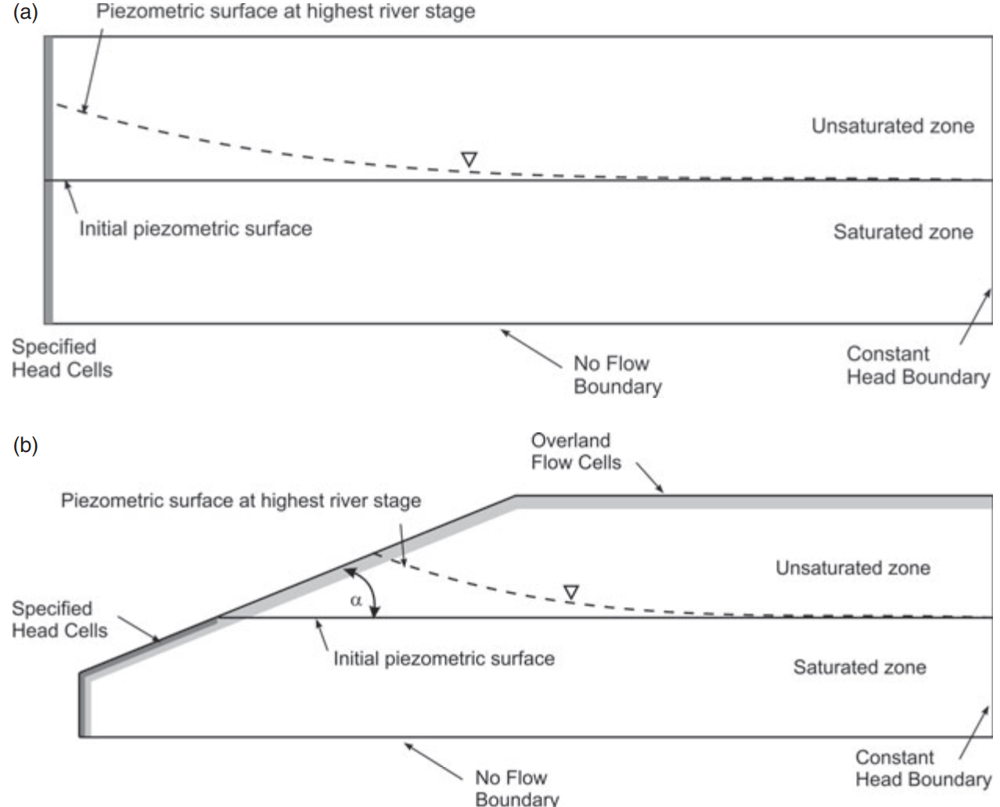 (a)
Piezometric surface at highest river stage
Unsaturated zone
Initial piezometric surface
Saturated zone
Specified
Head Cells
No Flow
Boundary
Constant
Head Boundary
(b)
Overland
Flow Cells
Piezometric surface at highest river stage
Unsaturated zone
α
Specified
Head Cells
Initial piezometric surface
Saturated zone
Constant
Head Boundary
No Flow
Boundary